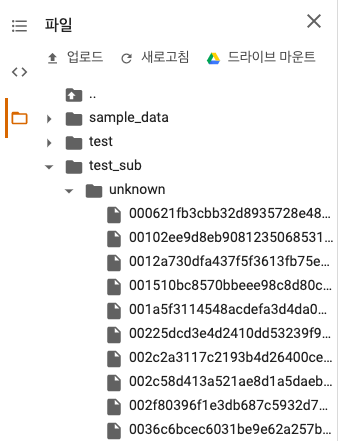 파일
업로드 새로고침 드라이브 마운트
..
sample_data
test
test_sub
unknown
000621fb3cbb32d8935728e48...
00102ee9d8eb9081235068531...
0012a730dfa437f5f3613fb75e...
001510bc8570bbeee98c8d80c...
001a5f3114548acdefa3d4da0...
00225dcd3e4d2410dd53239f9...
002c2a3117c2193b4d26400ce...
002c58d413a521ae8d1a5daeb...
002f80396f1e3db687c5932d7...
0036c6bcec6031be9e62a257b...